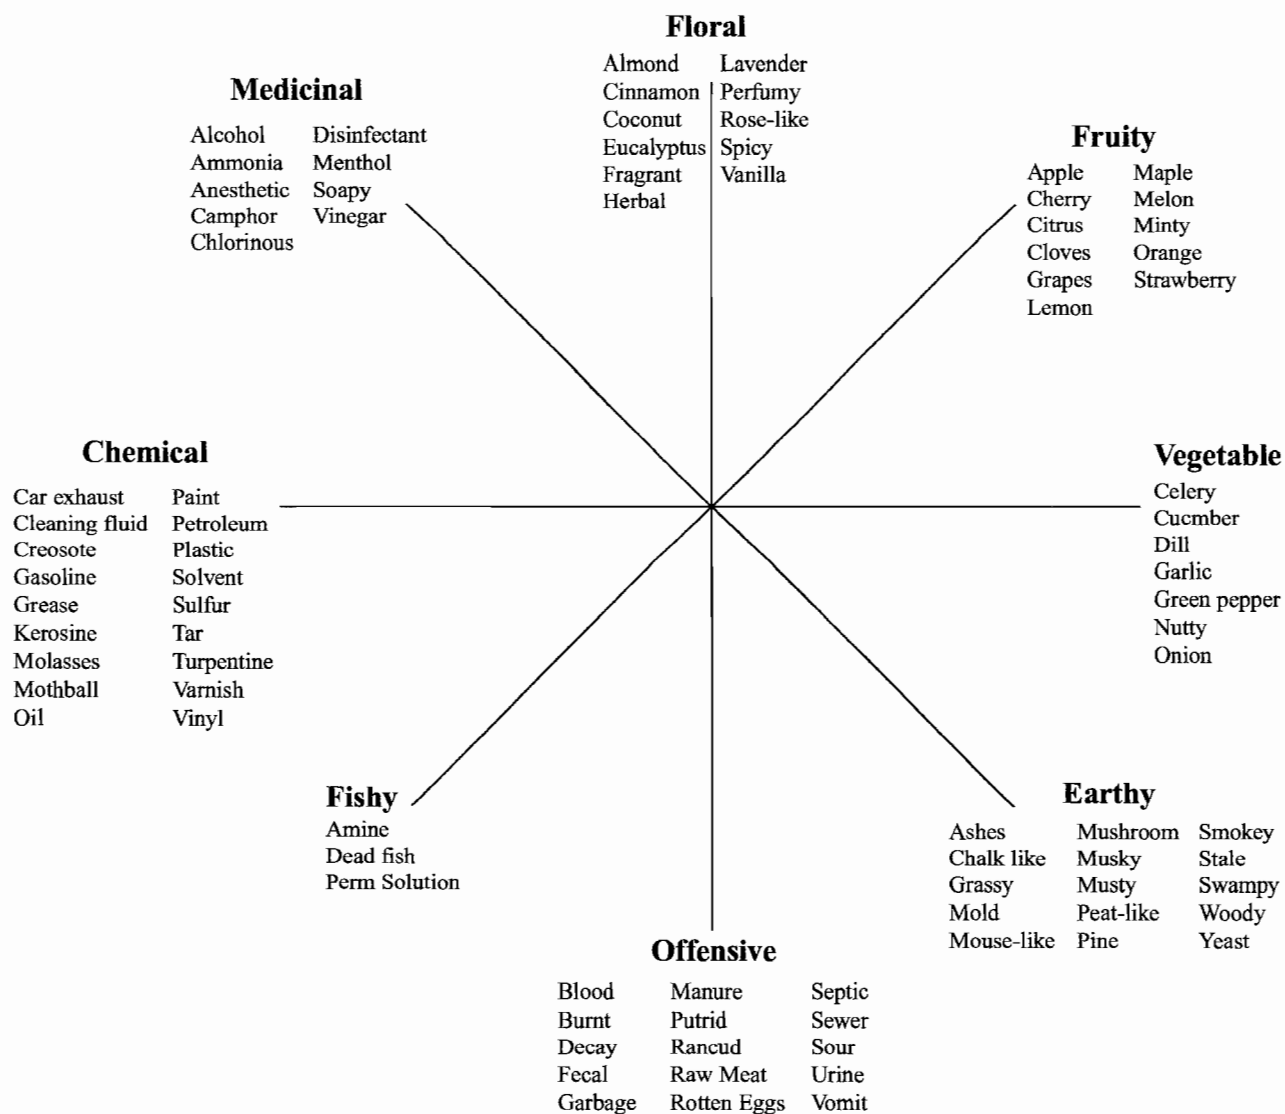 Floral
Almond Lavender
Cinnamon Perfumy
Coconut Rose-like
Eucalyptus Spicy
Fragrant Vanilla
Herbal
Medicinal
Alcohol Disinfectant
Ammonia Menthol
Anesthetic Soapy
Camphor Vinegar
Chlorinous
Fruity
Apple Maple
Cherry Melon
Citrus Minty
Cloves Orange
Grapes Strawberry
Lemon
Chemical
Car exhaust Paint
Cleaning fluid Petroleum
Creosote Plastic
Gasoline Solvent
Grease Sulfur
Kerosine Tar
Molasses Turpentine
Mothball Varnish
Oil Vinyl
Vegetable
Celery
Cucmber
Dill
Garlic
Green pepper
Nutty
Onion
Fishy
Amine
Dead fish
Perm Solution
Earthy
Ashes Mushroom Smokey
Chalk like Musky Stale
Grassy Musty Swampy
Mold Peat-like Woody
Mouse-like Pine Yeast
Offensive
Blood Manure Septic
Burnt Putrid Sewer
Decay Rancud Sour
Fecal Raw Meat Urine
Garbage Rotten Eggs Vomit